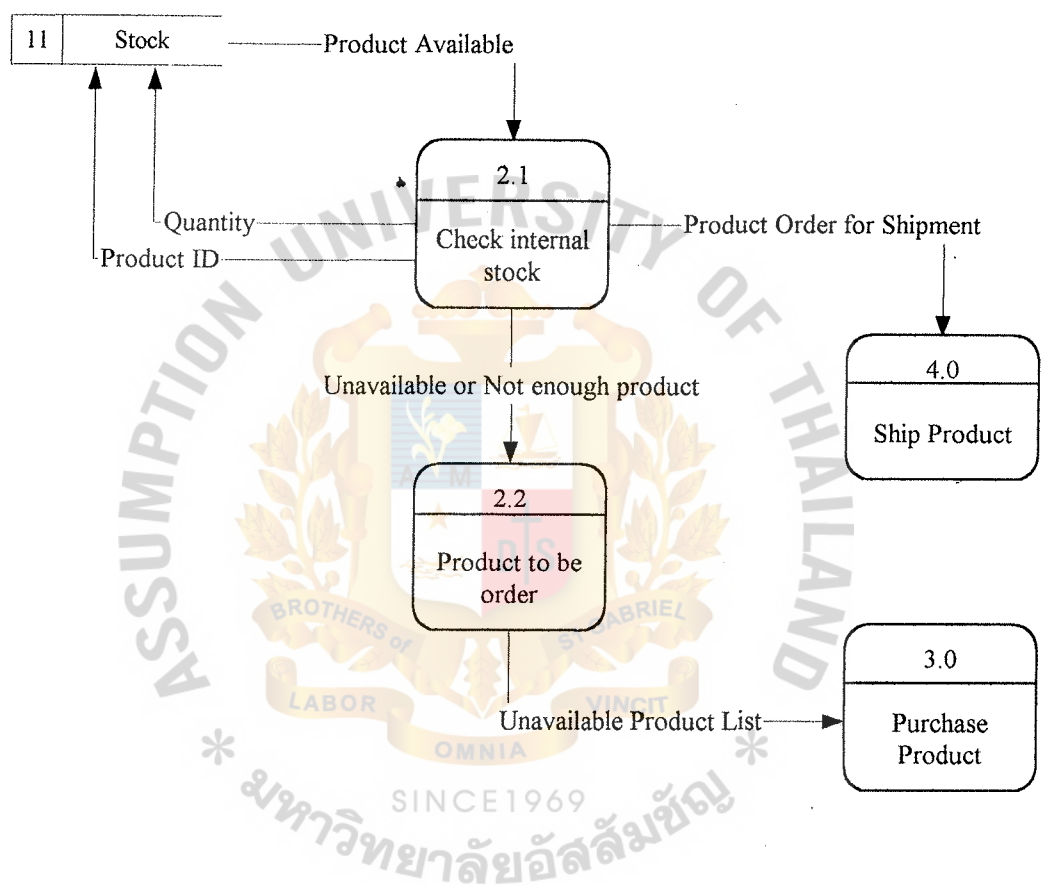 11 Stock
Product Available
2.1
Check internal
stock
Quantity
Product ID
Product Order for Shipment
4.0
Ship Product
Unavailable or Not enough product
2.2
Product to be
order
3.0
Purchase
Product
Unavailable Product List
ASSUMPTION UNIVERSITY OF THAILAND
A M
D S
BROTHERS of ST GABRIEL
LABOR
VINCIT
OMNIA
SINCE1969
* มหาวิทยาลัยอัสสัมชัญ *